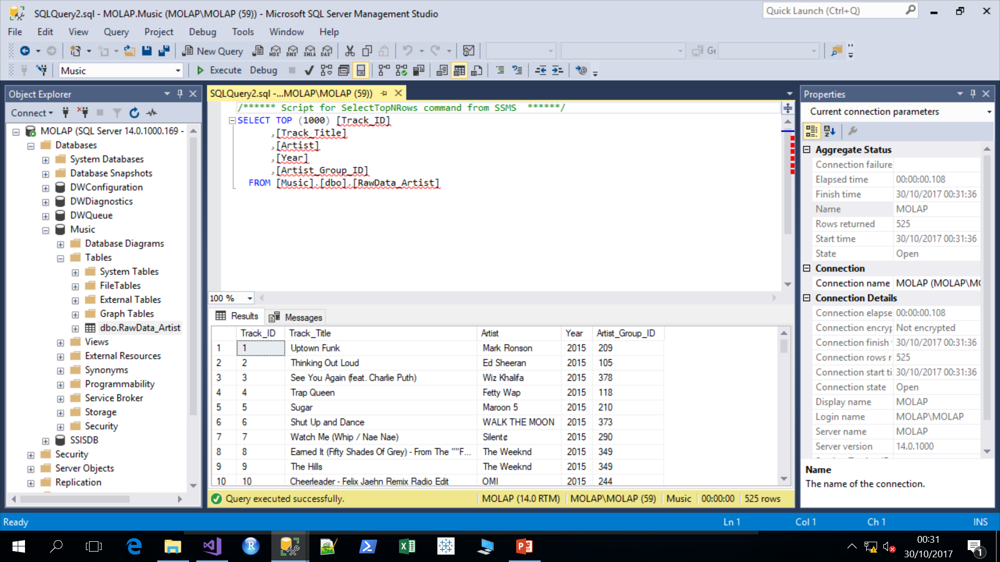 SQLQuery2.sql - MOLAP.Music (MOLAP\MOLAP (59)) - Microsoft SQL Server Management Studio
Quick Launch (Ctrl+Q)
File Edit View Query Project Debug Tools Window Help
New Query MDX DMX XMLA DAX
Music Execute Debug
Object Explorer
Connect
MOLAP (SQL Server 14.0.1000.169 -
Databases
System Databases
Database Snapshots
DWConfiguration
DWDiagnostics
DWQueue
Music
Database Diagrams
Tables
System Tables
FileTables
External Tables
Graph Tables
dbo.RawData_Artist
Views
External Resources
Synonyms
Programmability
Service Broker
Storage
Security
SSISDB
Security
Server Objects
Replication
SQLQuery2.sql -...MOLAP\MOLAP (59))
/****** Script for SelectTopNRows command from SSMS ******/
SELECT TOP (1000) [Track_ID]
,[Track_Title]
,[Artist]
,[Year]
,[Artist_Group_ID]
FROM [Music].[dbo].[RawData_Artist]
100 %
Results Messages
Track_ID Track_Title Artist Year Artist_Group_ID
1 1 Uptown Funk Mark Ronson 2015 209
2 2 Thinking Out Loud Ed Sheeran 2015 105
3 3 See You Again (feat. Charlie Puth) Wiz Khalifa 2015 378
4 4 Trap Queen Fetty Wap 2015 118
5 5 Sugar Maroon 5 2015 210
6 6 Shut Up and Dance WALK THE MOON 2015 373
7 7 Watch Me (Whip / Nae Nae) Silent¢ 2015 290
8 8 Earned It (Fifty Shades Of Grey) - From The ""F... The Weeknd 2015 349
9 9 The Hills The Weeknd 2015 349
10 10 Cheerleader - Felix Jaehn Remix Radio Edit OMI 2015 244
Query executed successfully. MOLAP (14.0 RTM) MOLAP\MOLAP (59) Music 00:00:00 525 rows
Properties
Current connection parameters
Aggregate Status
Connection failure
Elapsed time 00:00:00.108
Finish time 30/10/2017 00:31:36
Name MOLAP
Rows returned 525
Start time 30/10/2017 00:31:36
State Open
Connection
Connection name MOLAP (MOLAP\MO
Connection Details
Connection elapse 00:00:00.108
Connection encryp Not encrypted
Connection finish 30/10/2017 00:31:36
Connection rows r 525
Connection start ti 30/10/2017 00:31:36
Connection state Open
Display name MOLAP
Login name MOLAP\MOLAP
Server name MOLAP
Server version 14.0.1000
Name
The name of the connection.
Ready Ln 1 Col 1 Ch 1 INS
00:31
30/10/2017
1